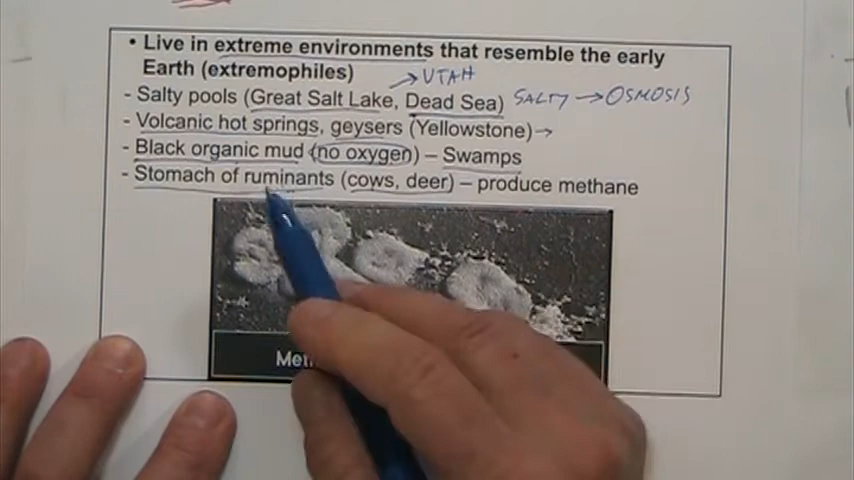 • Live in extreme environments that resemble the early
Earth (extremophiles)
→ UTAH
- Salty pools (Great Salt Lake, Dead Sea) SALTY → OSMOSIS
- Volcanic hot springs, geysers (Yellowstone) →
- Black organic mud (no oxygen) – Swamps
- Stomach of ruminants (cows, deer) – produce methane